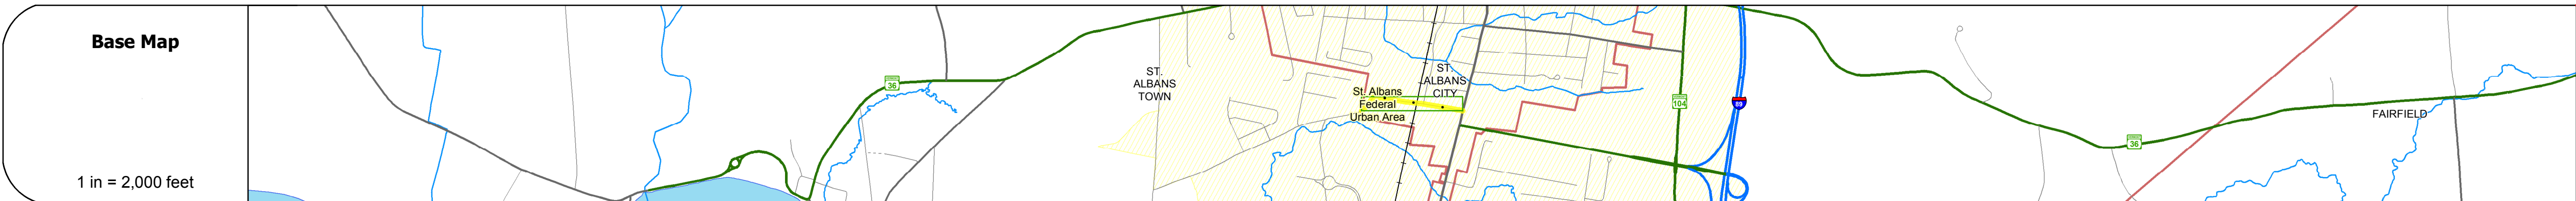 Base Map
1 in = 2,000 feet
36
ST.
ALBANS
TOWN
St. Albans
Federal
Urban Area
ST.
ALBANS
CITY
104
89
36
FAIRFIELD